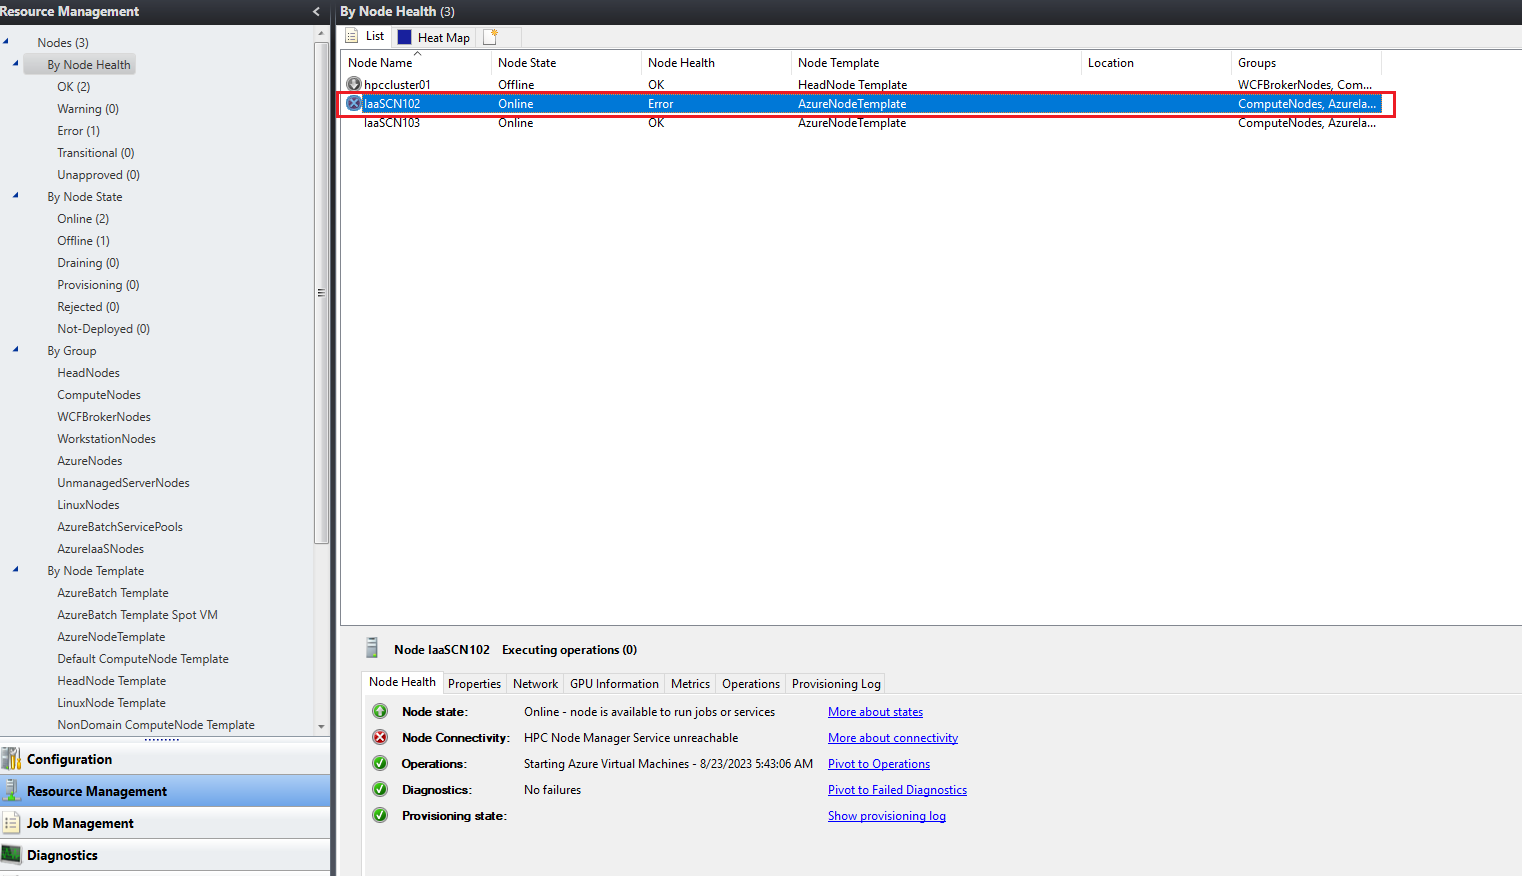 Resource Management <
Nodes (3)
By Node Health
OK (2)
Warning (0)
Error (1)
Transitional (0)
Unapproved (0)
By Node State
Online (2)
Offline (1)
Draining (0)
Provisioning (0)
Rejected (0)
Not-Deployed (0)
By Group
HeadNodes
ComputeNodes
WCFBrokerNodes
WorkstationNodes
AzureNodes
UnmanagedServerNodes
LinuxNodes
AzureBatchServicePools
AzureIaaSNodes
By Node Template
AzureBatch Template
AzureBatch Template Spot VM
AzureNodeTemplate
Default ComputeNode Template
HeadNode Template
LinuxNode Template
NonDomain ComputeNode Template
Configuration
Resource Management
Job Management
Diagnostics
By Node Health (3)
List Heat Map
Node Name Node State Node Health Node Template Location Groups
hpccluster01 Offline OK HeadNode Template WCFBrokerNodes, Com...
IaaSCN102 Online Error AzureNodeTemplate ComputeNodes, AzureIa...
IaaSCN103 Online OK AzureNodeTemplate ComputeNodes, AzureIa...
Node IaaSCN102 Executing operations (0)
Node Health Properties Network GPU Information Metrics Operations Provisioning Log
Node state: Online - node is available to run jobs or services More about states
Node Connectivity: HPC Node Manager Service unreachable More about connectivity
Operations: Starting Azure Virtual Machines - 8/23/2023 5:43:06 AM Pivot to Operations
Diagnostics: No failures Pivot to Failed Diagnostics
Provisioning state: Show provisioning log